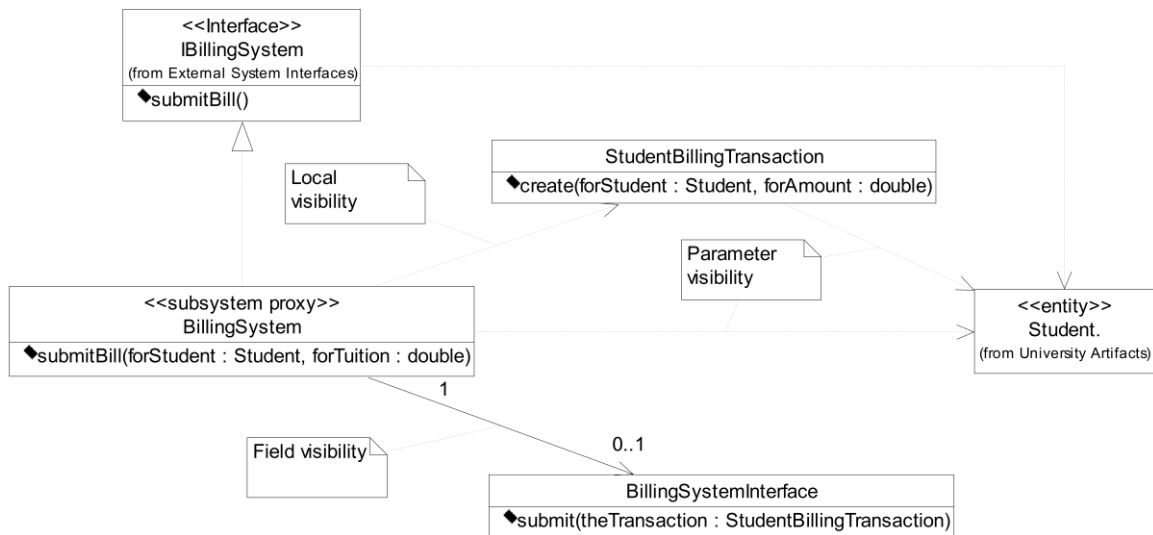 <<Interface>>
IBillingSystem
(from External System Interfaces)
submitBill()
StudentBillingTransaction
create(forStudent : Student, forAmount : double)
Local
visibility
Parameter
visibility
<<subsystem proxy>>
BillingSystem
submitBill(forStudent : Student, forTuition : double)
<<entity>>
Student.
(from University Artifacts)
1
0..1
Field visibility
BillingSystemInterface
submit(theTransaction : StudentBillingTransaction)